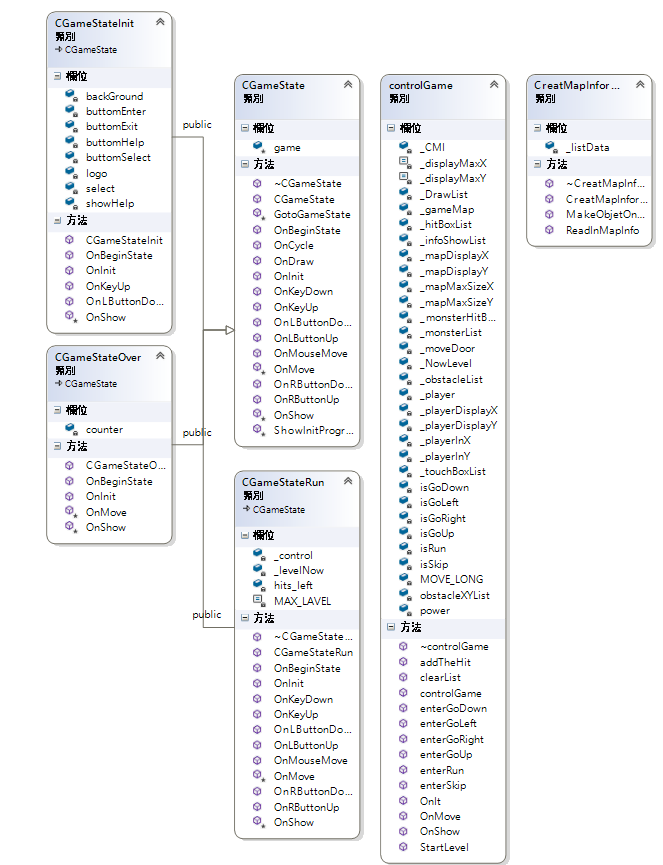 CGameStateInit
類別
CGameState
欄位
backGround
buttomEnter
buttomExit
buttomHelp
buttomSelect
logo
select
showHelp
方法
CGameStateInit
OnBeginState
OnInit
OnKeyUp
OnLButtonDo...
OnShow
CGameStateOver
類別
CGameState
欄位
counter
方法
CGameStateO...
OnBeginState
OnInit
OnMove
OnShow
public
public
public
CGameState
類別
欄位
game
方法
~CGameState
CGameState
GotoGameState
OnBeginState
OnCycle
OnDraw
OnInit
OnKeyDown
OnKeyUp
OnLButtonDo...
OnLButtonUp
OnMouseMove
OnMove
OnRButtonDo...
OnRButtonUp
OnShow
ShowInitProgr...
CGameStateRun
類別
CGameState
欄位
_control
_levelNow
hits_left
MAX_LAVEL
方法
~CGameState...
CGameStateRun
OnBeginState
OnInit
OnKeyDown
OnKeyUp
OnLButtonDo...
OnLButtonUp
OnMouseMove
OnMove
OnRButtonDo...
OnRButtonUp
OnShow
controlGame
類別
欄位
_CMI
_displayMaxX
_displayMaxY
_DrawList
_gameMap
_hitBoxList
_infoShowList
_mapDisplayX
_mapDisplayY
_mapMaxSizeX
_mapMaxSizeY
_monsterHitB...
_monsterList
_moveDoor
_NowLevel
_obstacleList
_player
_playerDisplayX
_playerDisplayY
_playerInX
_playerInY
_touchBoxList
isGoDown
isGoLeft
isGoRight
isGoUp
isRun
isSkip
MOVE_LONG
obstacleXYList
power
方法
~controlGame
addTheHit
clearList
controlGame
enterGoDown
enterGoLeft
enterGoRight
enterGoUp
enterRun
enterSkip
OnIt
OnMove
OnShow
StartLevel
CreatMapInfor...
類別
欄位
_listData
方法
~CreatMapInf...
CreatMapInfor...
MakeObjetOn...
ReadInMapInfo